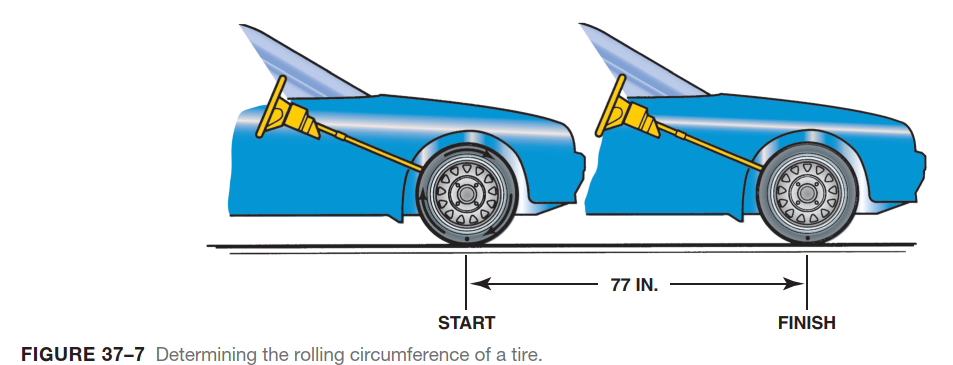 77 IN.
START FINISH
FIGURE 37–7 Determining the rolling circumference of a tire.